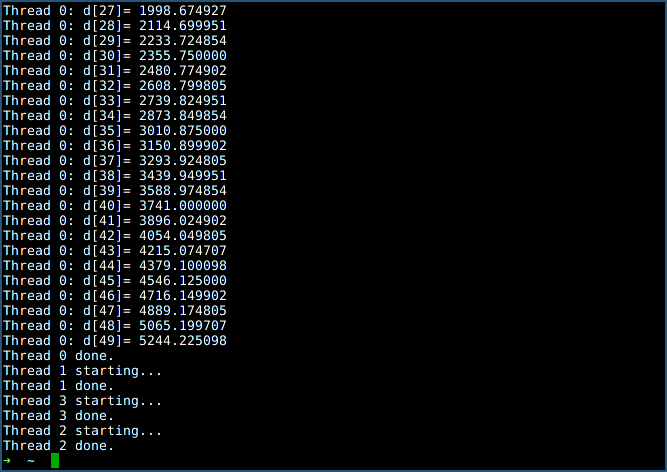 Thread 0: d[27]= 1998.674927
Thread 0: d[28]= 2114.699951
Thread 0: d[29]= 2233.724854
Thread 0: d[30]= 2355.750000
Thread 0: d[31]= 2480.774902
Thread 0: d[32]= 2608.799805
Thread 0: d[33]= 2739.824951
Thread 0: d[34]= 2873.849854
Thread 0: d[35]= 3010.875000
Thread 0: d[36]= 3150.899902
Thread 0: d[37]= 3293.924805
Thread 0: d[38]= 3439.949951
Thread 0: d[39]= 3588.974854
Thread 0: d[40]= 3741.000000
Thread 0: d[41]= 3896.024902
Thread 0: d[42]= 4054.049805
Thread 0: d[43]= 4215.074707
Thread 0: d[44]= 4379.100098
Thread 0: d[45]= 4546.125000
Thread 0: d[46]= 4716.149902
Thread 0: d[47]= 4889.174805
Thread 0: d[48]= 5065.199707
Thread 0: d[49]= 5244.225098
Thread 0 done.
Thread 1 starting...
Thread 1 done.
Thread 3 starting...
Thread 3 done.
Thread 2 starting...
Thread 2 done.
➜ ~